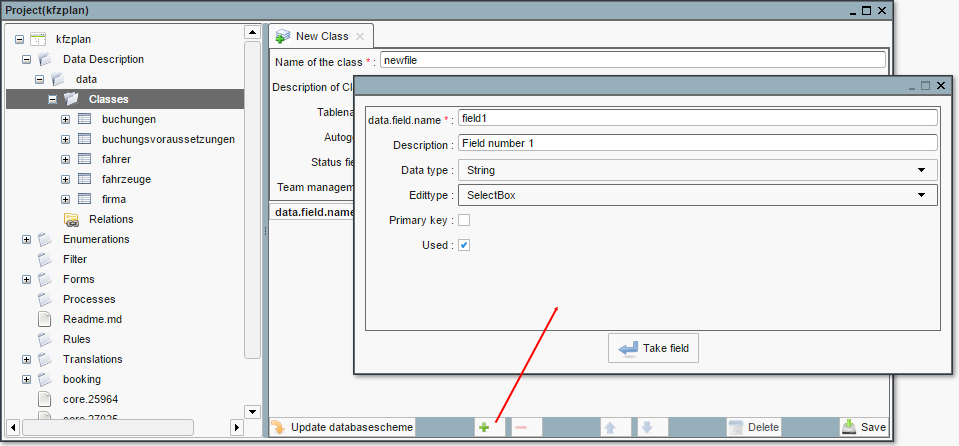 Project(kfzplan)
kfzplan
Data Description
data
Classes
buchungen
buchungsvoraussetzungen
fahrer
fahrzeuge
firma
Relations
Enumerations
Filter
Forms
Processes
Readme.md
Rules
Translations
booking
core.25964
New Class
Name of the class * : newfile
Description of Cl
Tablena
Autog
Status fie
Team managem
data.field.name
data.field.name * : field1
Description : Field number 1
Data type : String
Edittype : SelectBox
Primary key :
Used :
Take field
Update databasescheme
Delete
Save